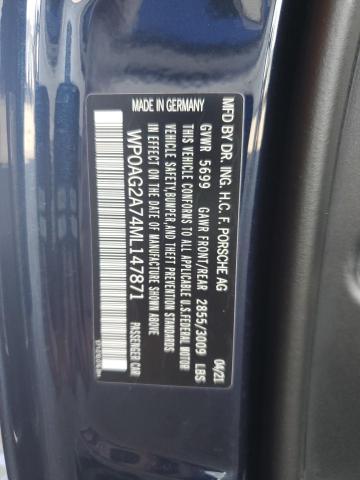 MADE IN GERMANY
MFD BY DR. ING. H.C. F. PORSCHE AG
04/21
GVWR 5699 GAWR FRONT/REAR 2855/3009 LBS
THIS VEHICLE CONFORMS TO ALL APPLICABLE U.S. FEDERAL MOTOR
VEHICLE SAFETY, BUMPER, AND THEFT PREVENTION STANDARDS
IN EFFECT ON THE DATE OF MANUFACTURE SHOWN ABOVE
WP0AG2A74ML147871
PASSENGER CAR